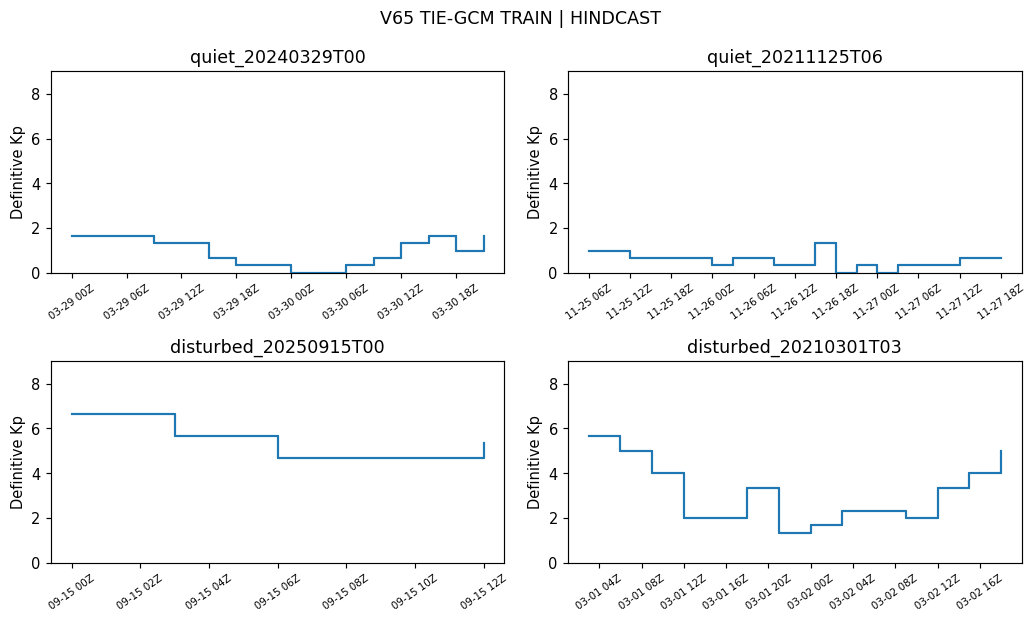 V65 TIE-GCM TRAIN | HINDCAST
quiet_20240329T00
Definitive Kp
8
6
4
2
0
03-29 00Z
03-29 06Z
03-29 12Z
03-29 18Z
03-30 00Z
03-30 06Z
03-30 12Z
03-30 18Z
quiet_20211125T06
Definitive Kp
8
6
4
2
0
11-25 06Z
11-25 12Z
11-25 18Z
11-26 00Z
11-26 06Z
11-26 12Z
11-26 18Z
11-27 00Z
11-27 06Z
11-27 12Z
11-27 18Z
disturbed_20250915T00
Definitive Kp
8
6
4
2
0
09-15 00Z
09-15 02Z
09-15 04Z
09-15 06Z
09-15 08Z
09-15 10Z
09-15 12Z
disturbed_20210301T03
Definitive Kp
8
6
4
2
0
03-01 04Z
03-01 08Z
03-01 12Z
03-01 16Z
03-01 20Z
03-02 00Z
03-02 04Z
03-02 08Z
03-02 12Z
03-02 16Z